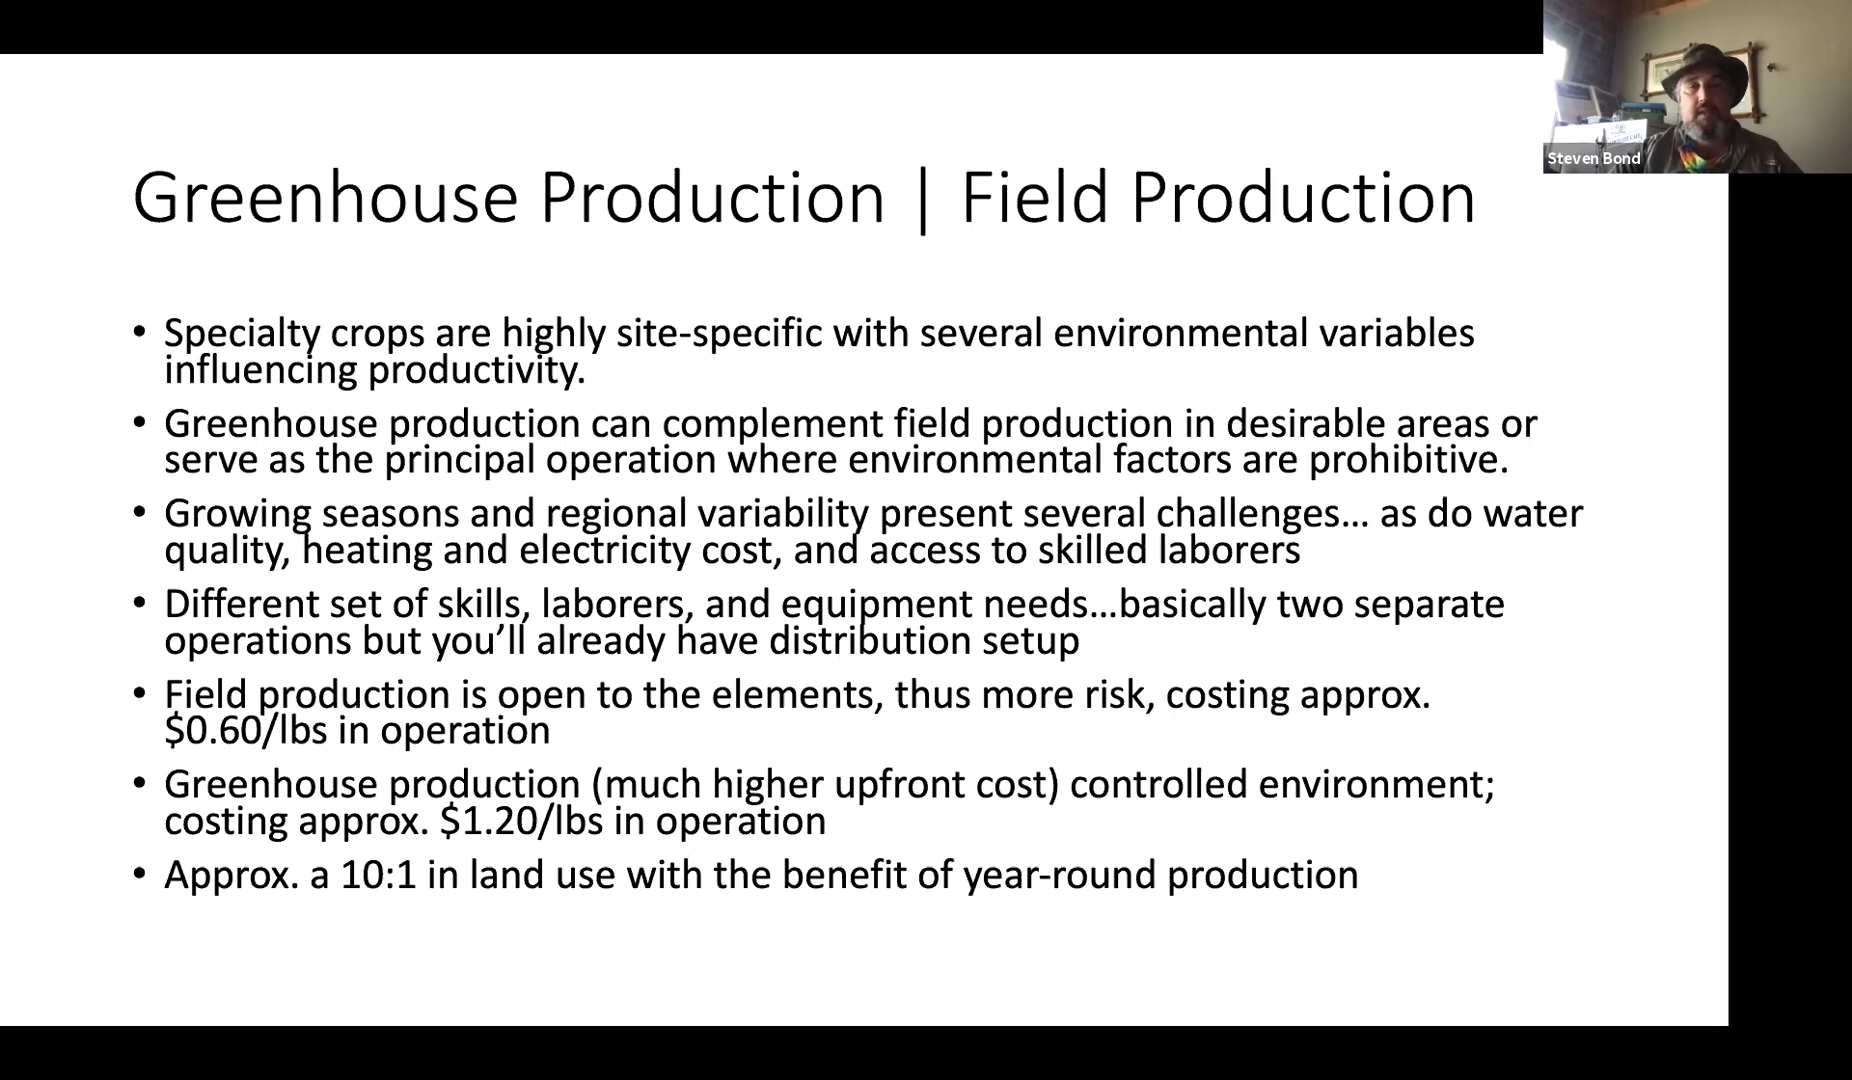 Steven Bond
Greenhouse Production | Field Production
• Specialty crops are highly site-specific with several environmental variables
influencing productivity.
• Greenhouse production can complement field production in desirable areas or
serve as the principal operation where environmental factors are prohibitive.
• Growing seasons and regional variability present several challenges... as do water
quality, heating and electricity cost, and access to skilled laborers
• Different set of skills, laborers, and equipment needs...basically two separate
operations but you’ll already have distribution setup
• Field production is open to the elements, thus more risk, costing approx.
$0.60/lbs in operation
• Greenhouse production (much higher upfront cost) controlled environment;
costing approx. $1.20/lbs in operation
• Approx. a 10:1 in land use with the benefit of year-round production